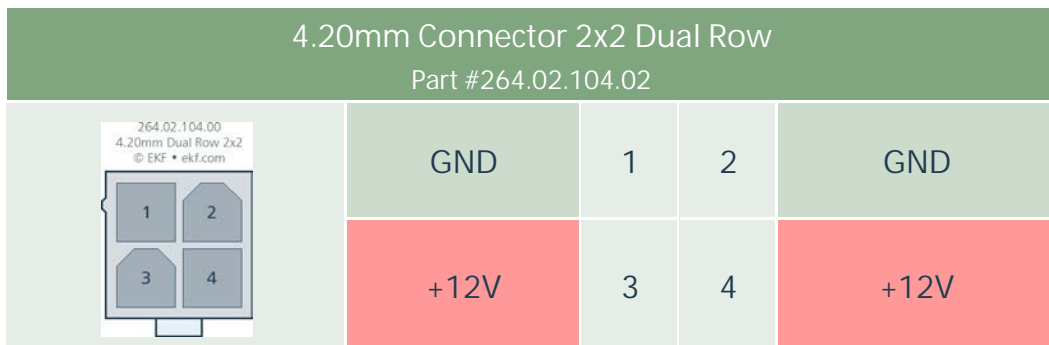 4.20mm Connector 2x2 Dual Row
Part #264.02.104.02
264.02.104.00
4.20mm Dual Row 2x2
© EKF • ekf.com
1 2
3 4
GND 1 2 GND
+12V 3 4 +12V